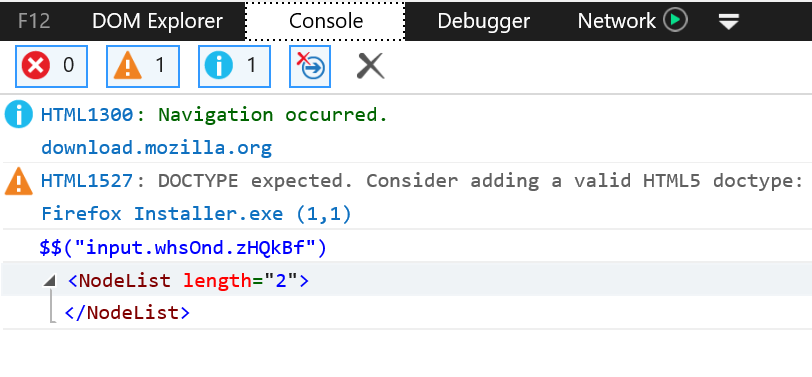 F12 DOM Explorer Console Debugger Network
0 1 1
HTML1300: Navigation occurred.
download.mozilla.org
HTML1527: DOCTYPE expected. Consider adding a valid HTML5 doctype:
Firefox Installer.exe (1,1)
$$("input.whsOnd.zHQkBf")
<NodeList length="2">
</NodeList>